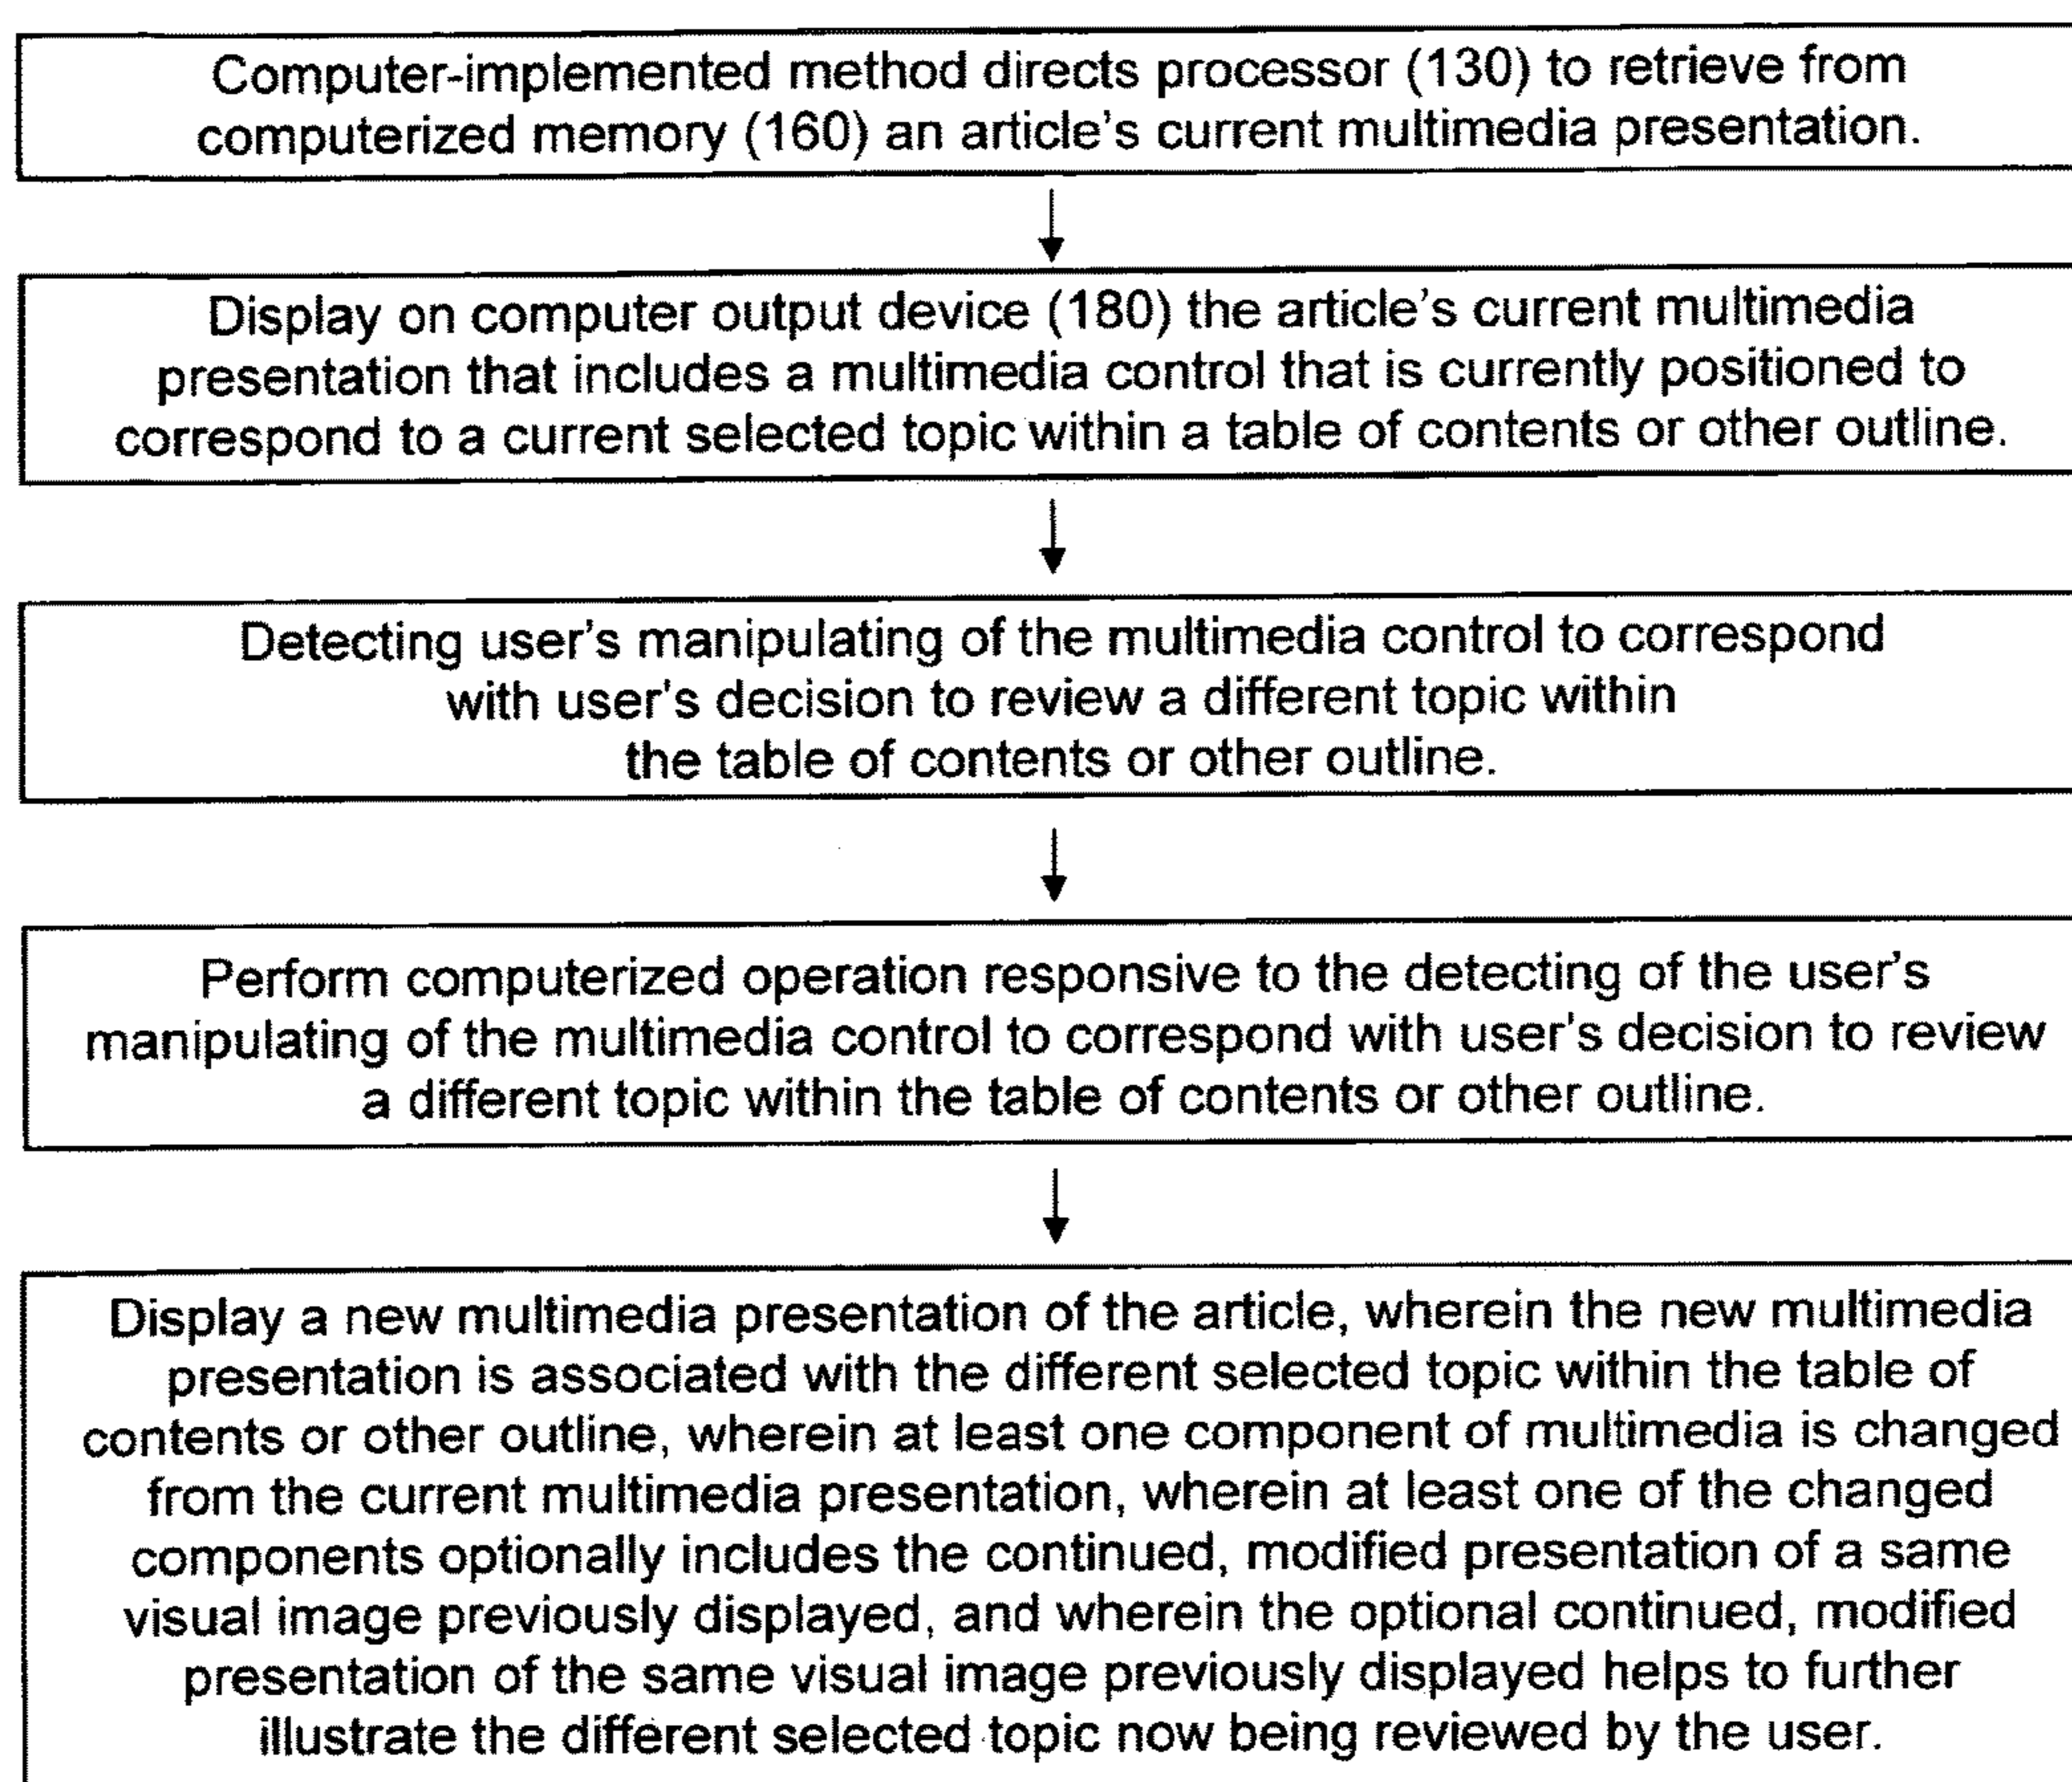 Computer-implemented method directs processor (130) to retrieve from
computerized memory (160) an article's current multimedia presentation.
Display on computer output device (180) the article's current multimedia
presentation that includes a multimedia control that is currently positioned to
correspond to a current selected topic within a table of contents or other outline.
Detecting user's manipulating of the multimedia control to correspond
with user's decision to review a different topic within
the table of contents or other outline.
Perform computerized operation responsive to the detecting of the user's
manipulating of the multimedia control to correspond with user's decision to review
a different topic within the table of contents or other outline.
Display a new multimedia presentation of the article, wherein the new multimedia
presentation is associated with the different selected topic within the table of
contents or other outline, wherein at least one component of multimedia is changed
from the current multimedia presentation, wherein at least one of the changed
components optionally includes the continued, modified presentation of a same
visual image previously displayed, and wherein the optional continued, modified
presentation of the same visual image previously displayed helps to further
illustrate the different selected topic now being reviewed by the user.